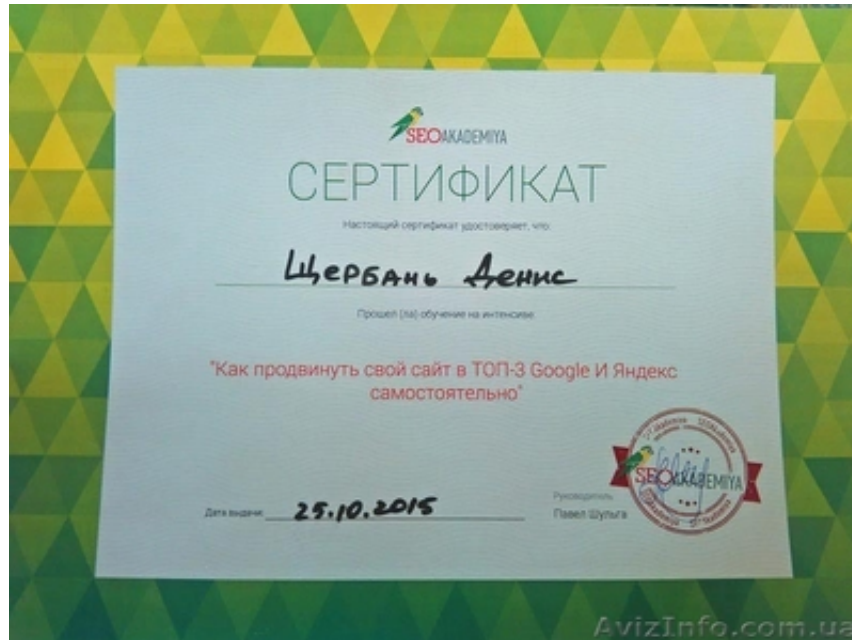 SEOAKADEMIYA
СЕРТИФИКАТ
Настоящий сертификат удостоверяет, что:
Щербань Денис
Прошел (ла) обучение на интенсиве:
"Как продвинуть свой сайт в ТОП-3 Google И Яндекс
самостоятельно"
SEOAkademiya
SEOAKADEMIYA
Руководитель
Дата выдачи: 25.10.2015
Павел Шульга
AvizInfo.com.ua